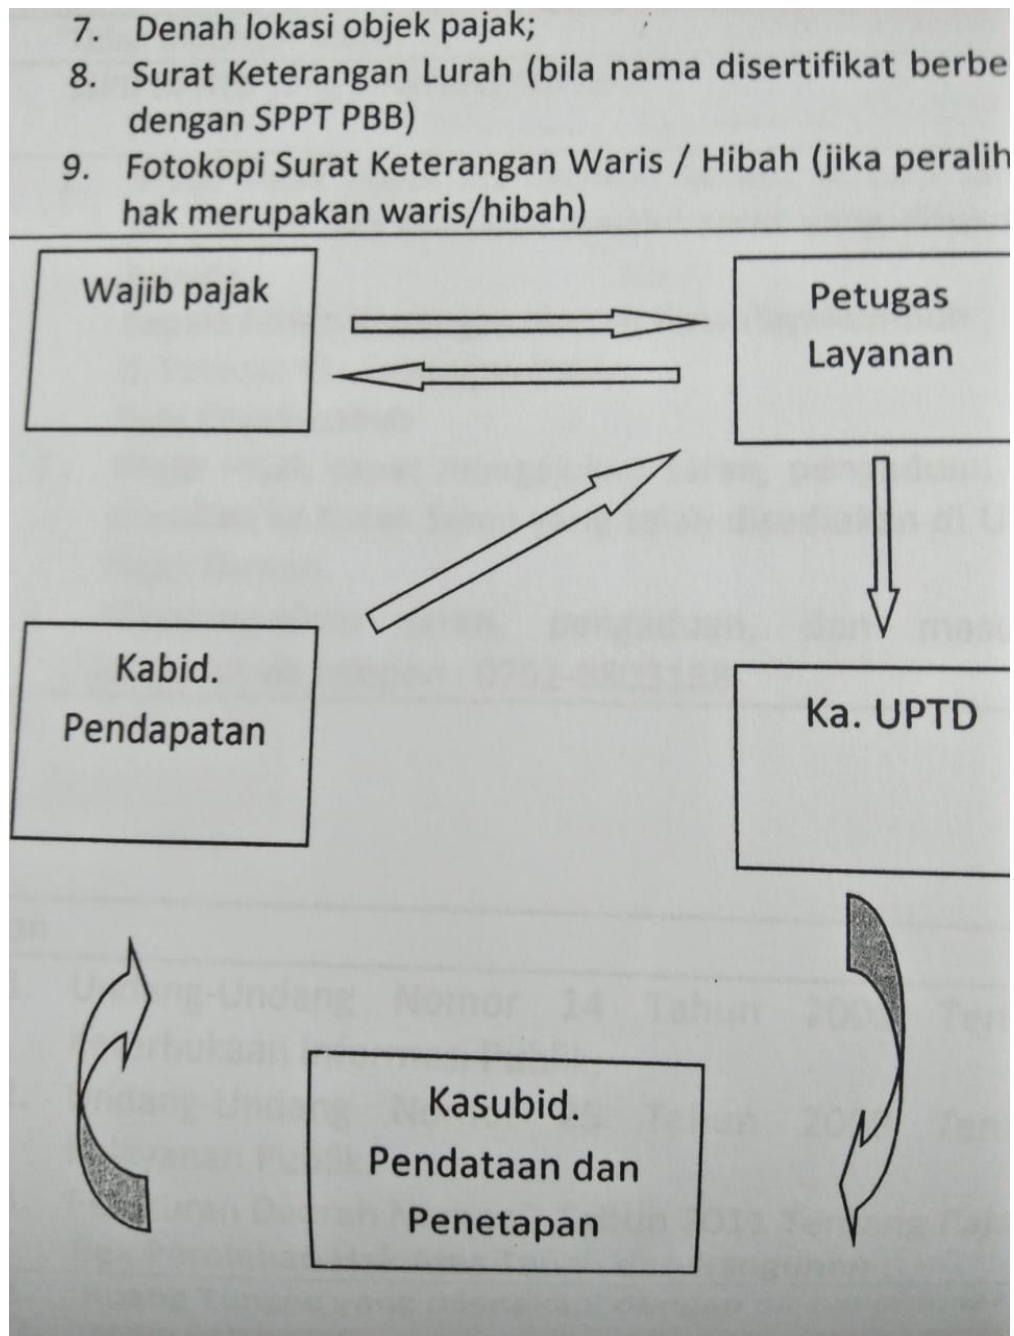 7. Denah lokasi objek pajak;
8. Surat Keterangan Lurah (bila nama disertifikat berbe
dengan SPPT PBB)
9. Fotokopi Surat Keterangan Waris / Hibah (jika peralih
hak merupakan waris/hibah)
Wajib pajak
Petugas
Layanan
Kabid.
Pendapatan
Ka. UPTD
Kasubid.
Pendataan dan
Penetapan